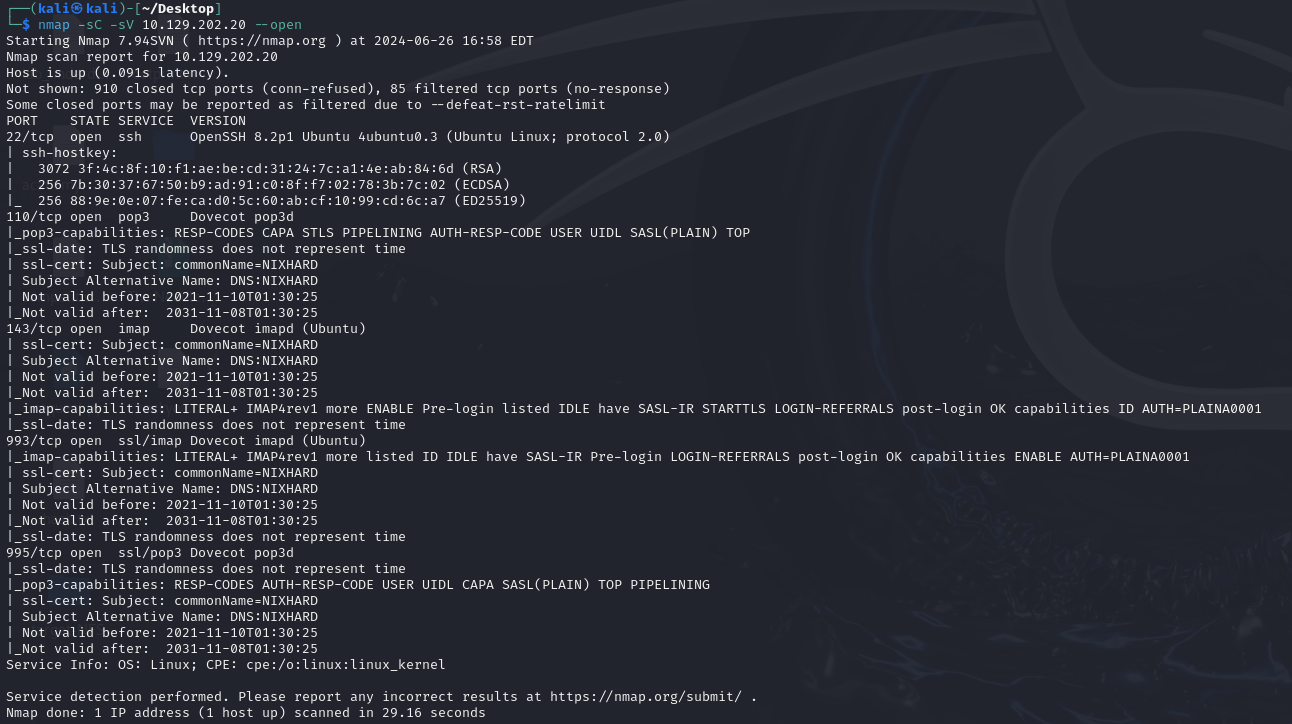 ┌──(kali㉿kali)-[~/Desktop]
└─$ nmap -sC -sV 10.129.202.20 --open
Starting Nmap 7.94SVN ( https://nmap.org ) at 2024-06-26 16:58 EDT
Nmap scan report for 10.129.202.20
Host is up (0.091s latency).
Not shown: 910 closed tcp ports (conn-refused), 85 filtered tcp ports (no-response)
Some closed ports may be reported as filtered due to --defeat-rst-ratelimit
PORT    STATE SERVICE  VERSION
22/tcp  open  ssh      OpenSSH 8.2p1 Ubuntu 4ubuntu0.3 (Ubuntu Linux; protocol 2.0)
| ssh-hostkey:
|   3072 3f:4c:8f:10:f1:ae:be:cd:31:24:7c:a1:4e:ab:84:6d (RSA)
|   256 7b:30:37:67:50:b9:ad:91:c0:8f:f7:02:78:3b:7c:02 (ECDSA)
|_  256 88:9e:0e:07:fe:ca:d0:5c:60:ab:cf:10:99:cd:6c:a7 (ED25519)
110/tcp open  pop3     Dovecot pop3d
|_pop3-capabilities: RESP-CODES CAPA STLS PIPELINING AUTH-RESP-CODE USER UIDL SASL(PLAIN) TOP
|_ssl-date: TLS randomness does not represent time
| ssl-cert: Subject: commonName=NIXHARD
| Subject Alternative Name: DNS:NIXHARD
| Not valid before: 2021-11-10T01:30:25
|_Not valid after:  2031-11-08T01:30:25
143/tcp open  imap     Dovecot imapd (Ubuntu)
| ssl-cert: Subject: commonName=NIXHARD
| Subject Alternative Name: DNS:NIXHARD
| Not valid before: 2021-11-10T01:30:25
|_Not valid after:  2031-11-08T01:30:25
|_imap-capabilities: LITERAL+ IMAP4rev1 more ENABLE Pre-login listed IDLE have SASL-IR STARTTLS LOGIN-REFERRALS post-login OK capabilities ID AUTH=PLAINA0001
|_ssl-date: TLS randomness does not represent time
993/tcp open  ssl/imap Dovecot imapd (Ubuntu)
|_imap-capabilities: LITERAL+ IMAP4rev1 more listed ID IDLE have SASL-IR Pre-login LOGIN-REFERRALS post-login OK capabilities ENABLE AUTH=PLAINA0001
| ssl-cert: Subject: commonName=NIXHARD
| Subject Alternative Name: DNS:NIXHARD
| Not valid before: 2021-11-10T01:30:25
|_Not valid after:  2031-11-08T01:30:25
|_ssl-date: TLS randomness does not represent time
995/tcp open  ssl/pop3 Dovecot pop3d
|_ssl-date: TLS randomness does not represent time
|_pop3-capabilities: RESP-CODES AUTH-RESP-CODE USER UIDL CAPA SASL(PLAIN) TOP PIPELINING
| ssl-cert: Subject: commonName=NIXHARD
| Subject Alternative Name: DNS:NIXHARD
| Not valid before: 2021-11-10T01:30:25
|_Not valid after:  2031-11-08T01:30:25
Service Info: OS: Linux; CPE: cpe:/o:linux:linux_kernel

Service detection performed. Please report any incorrect results at https://nmap.org/submit/ .
Nmap done: 1 IP address (1 host up) scanned in 29.16 seconds